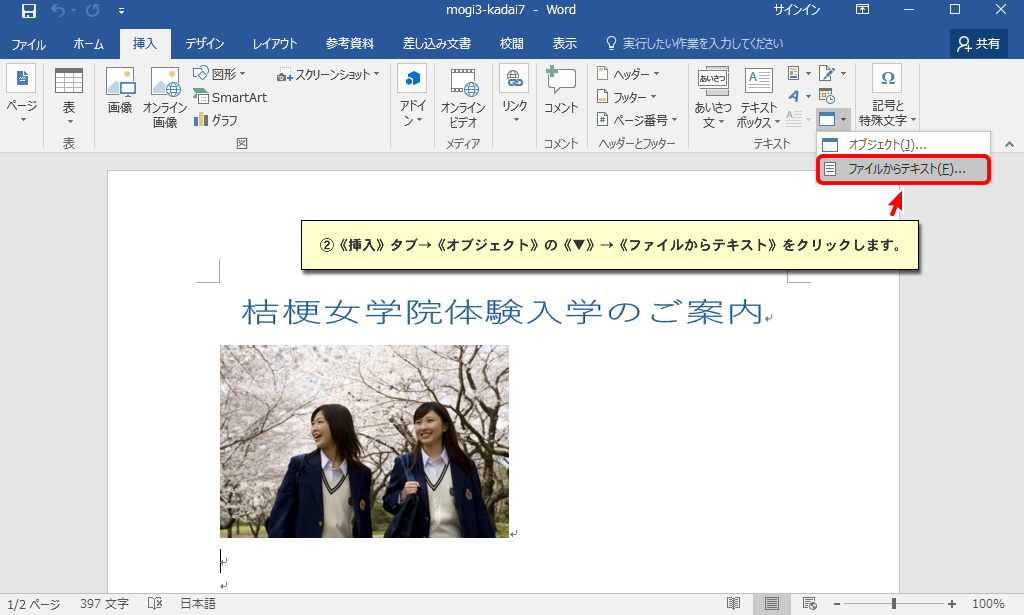 mogi3-kadai7 - Word
サインイン
ファイル ホーム 挿入 デザイン レイアウト 参考資料 差し込み文書 校閲 表示 実行したい作業を入力してください 共有
ページ
表
画像
オンライン
画像
図形
SmartArt
グラフ
スクリーンショット
アドイ
ン
オンライン
ビデオ
リンク
コメント
ヘッダー
フッター
ページ番号
あいさつ
あいさつ
文
テキスト
ボックス
Ω
記号と
特殊文字
表 図 メディア コメント ヘッダーとフッター テキスト
オブジェクト(J)...
ファイルからテキスト(F)...
②《挿入》タブ→《オブジェクト》の《▼》→《ファイルからテキスト》をクリックします。
桔梗女学院体験入学のご案内
1/2 ページ 397 文字 日本語 100%